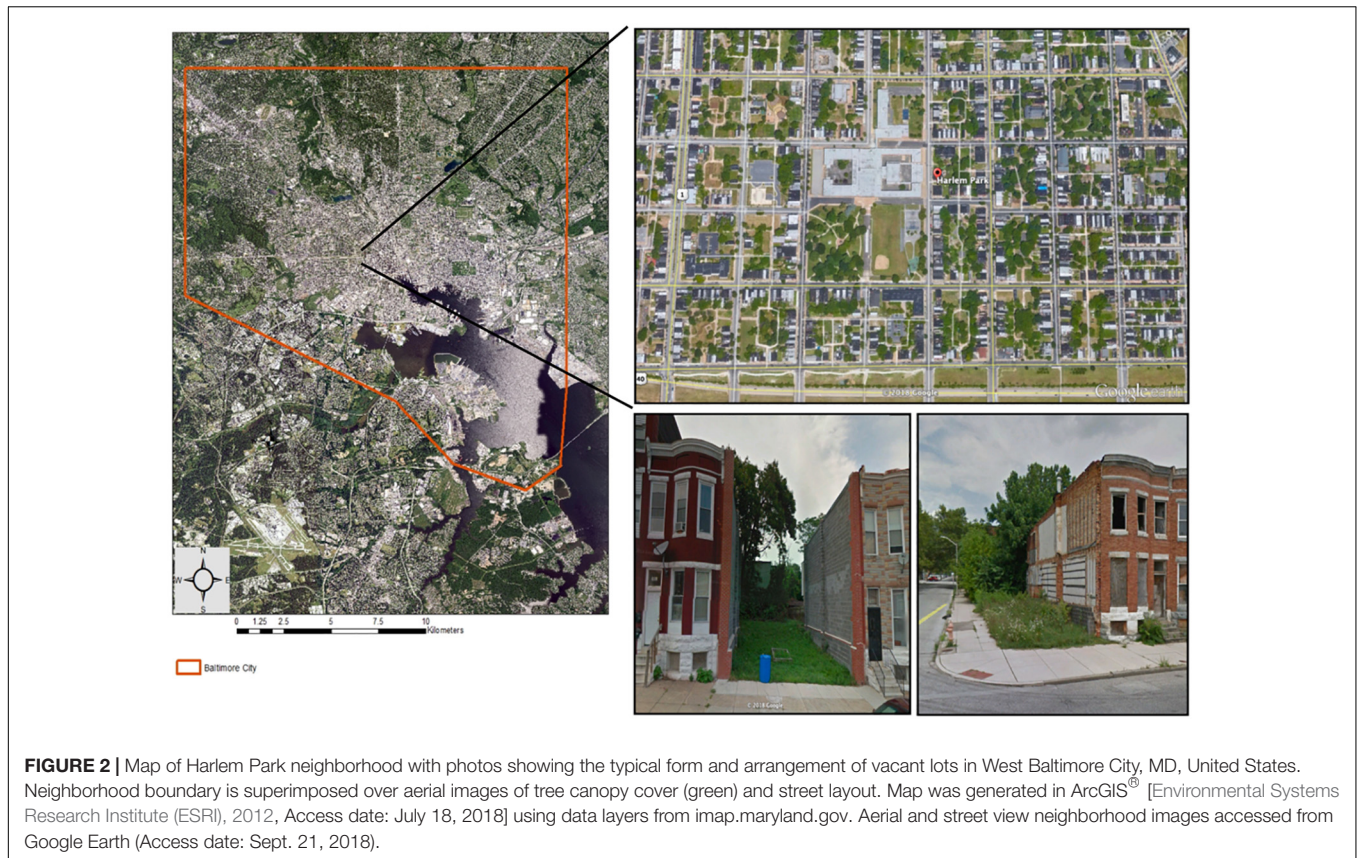 Harlem Park
1
40
© 2018 Google
Google
N
W
E
S
0 1.25 2.5 5 7.5 10
Kilometers
Baltimore City
© 2018 Google
FIGURE 2 | Map of Harlem Park neighborhood with photos showing the typical form and arrangement of vacant lots in West Baltimore City, MD, United States.
Neighborhood boundary is superimposed over aerial images of tree canopy cover (green) and street layout. Map was generated in ArcGIS® [Environmental Systems
Research Institute (ESRI), 2012, Access date: July 18, 2018] using data layers from imap.maryland.gov. Aerial and street view neighborhood images accessed from
Google Earth (Access date: Sept. 21, 2018).